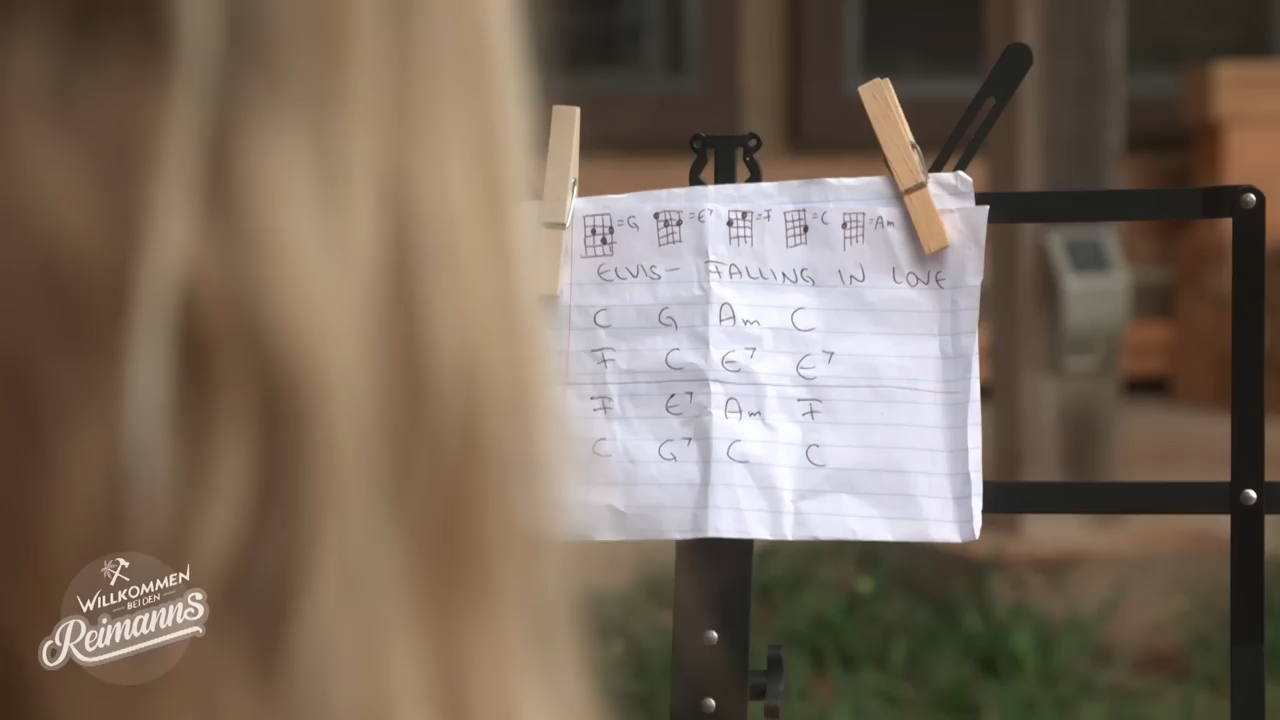 =G =E7 =F =C =Am
ELVIS- FALLING IN LOVE
C G Am C
F C E7 E7
F E7 Am F
C G7 C C
WILLKOMMEN
BEI DEN
Reimanns